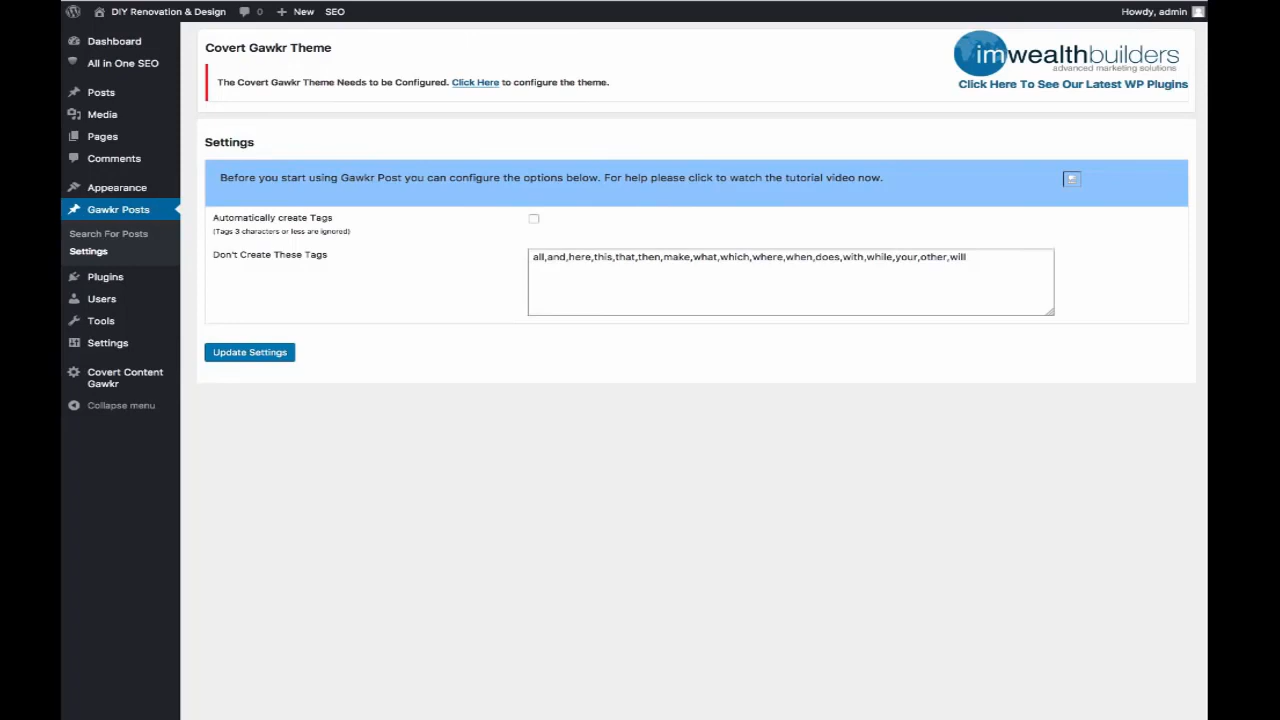 DIY Renovation & Design 0 New SEO Howdy, admin
Dashboard
All in One SEO
Posts
Media
Pages
Comments
Appearance
Gawkr Posts
Search For Posts
Settings
Plugins
Users
Tools
Settings
Covert Content
Gawkr
Collapse menu
Covert Gawkr Theme
The Covert Gawkr Theme Needs to be Configured. Click Here to configure the theme.
imwealthbuilders
advanced marketing solutions
Click Here To See Our Latest WP Plugins
Settings
Before you start using Gawkr Post you can configure the options below. For help please click to watch the tutorial video now.
Automatically create Tags
(Tags 3 characters or less are ignored)
Don't Create These Tags
all,and,here,this,that,then,make,what,which,where,when,does,with,while,your,other,will
Update Settings